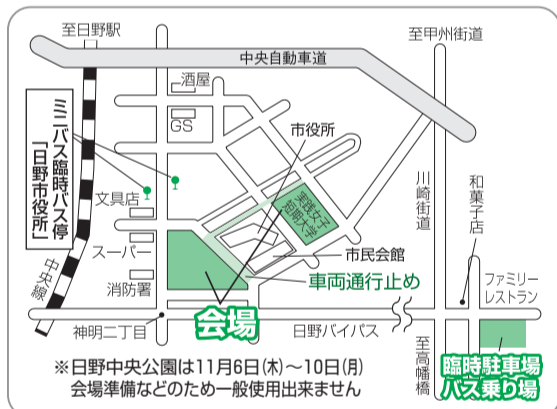 至日野駅
至甲州街道
中央自動車道
酒屋
GS
市役所
ミニバス臨時バス停
「日野市役所」
文具店
実践女子
短期大学
川崎街道
和菓子店
スーパー
市民会館
車両通行止め
ファミリー
レストラン
中央線
消防署
会場
神明二丁目
日野バイパス
至高幡橋
臨時駐車場
バス乗り場
※日野中央公園は11月6日(木)～10日(月)
会場準備などのため一般使用出来ません